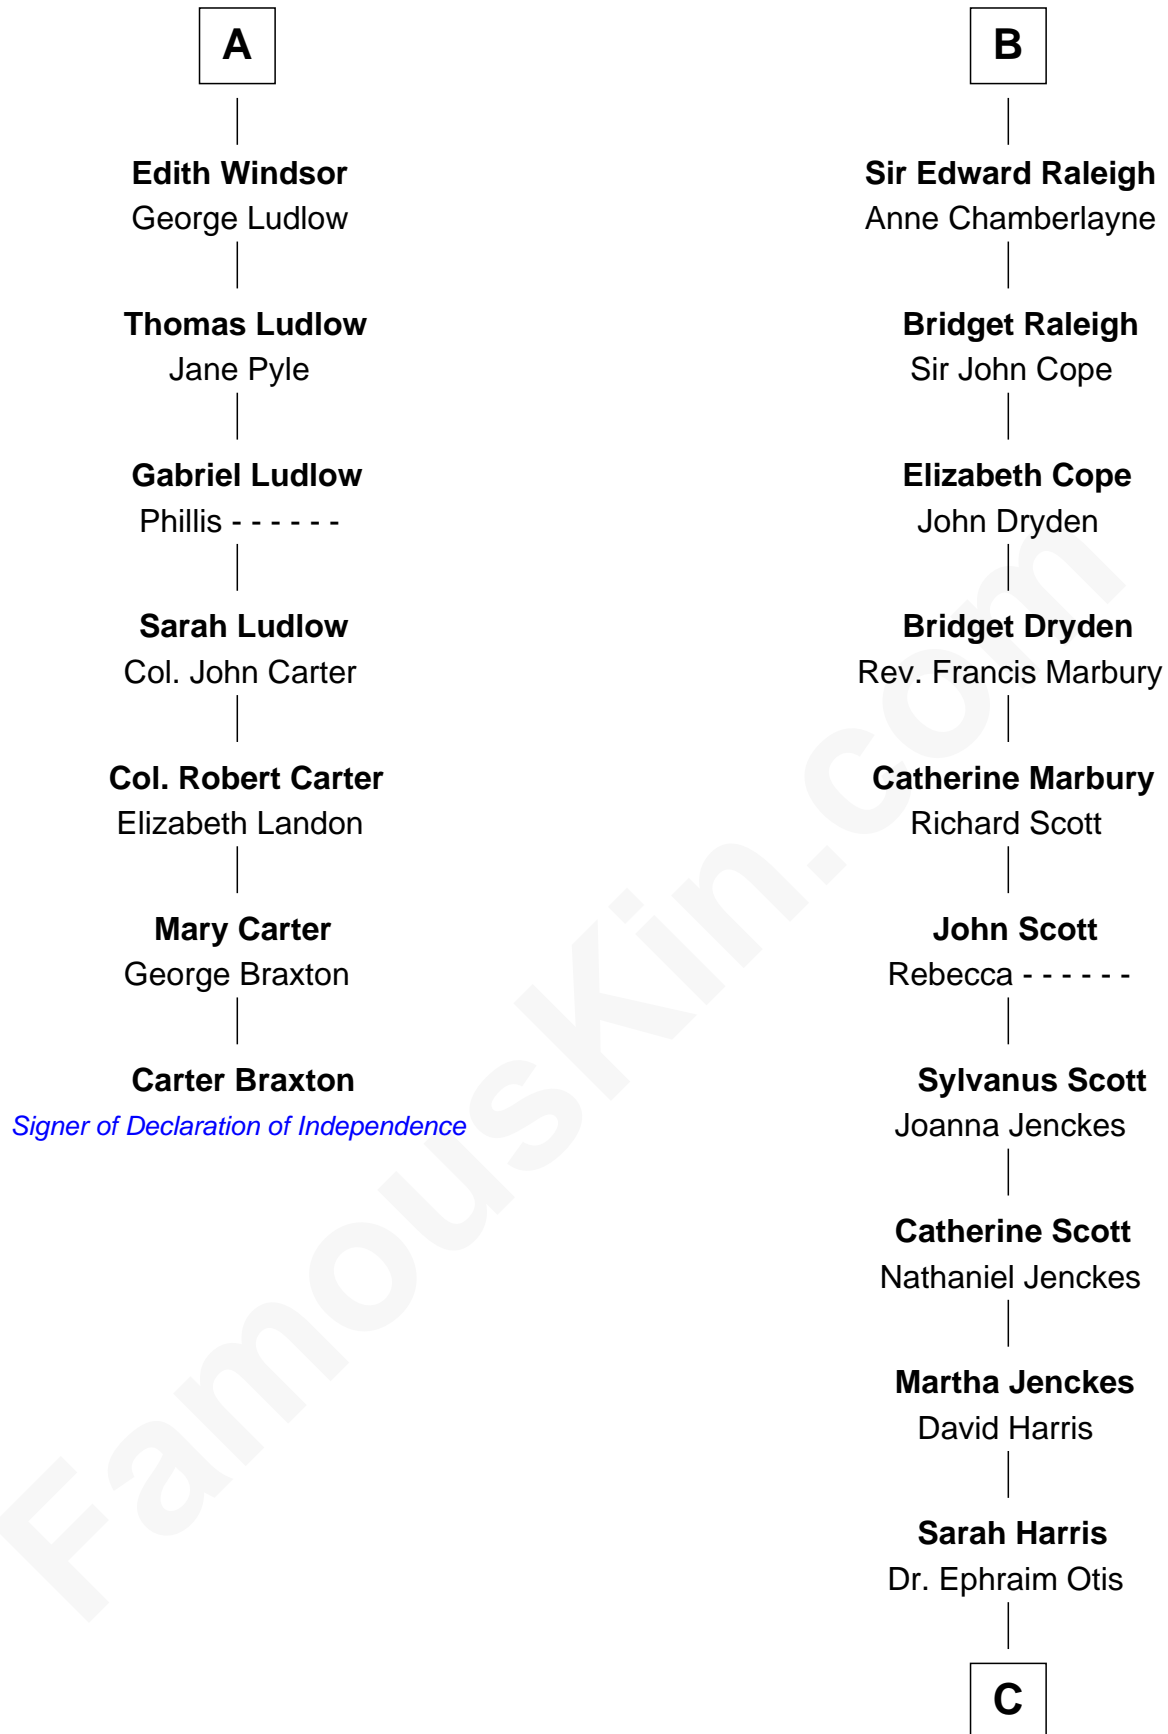 A
Edith Windsor
George Ludlow
Thomas Ludlow
Jane Pyle
Gabriel Ludlow
Phillis - - - - - -
Sarah Ludlow
Col. John Carter
Col. Robert Carter
Elizabeth Landon
Mary Carter
George Braxton
Carter Braxton
Signer of Declaration of Independence
B
Sir Edward Raleigh
Anne Chamberlayne
Bridget Raleigh
Sir John Cope
Elizabeth Cope
John Dryden
Bridget Dryden
Rev. Francis Marbury
Catherine Marbury
Richard Scott
John Scott
Rebecca - - - - - -
Sylvanus Scott
Joanna Jenckes
Catherine Scott
Nathaniel Jenckes
Martha Jenckes
David Harris
Sarah Harris
Dr. Ephraim Otis
C
FamousKin.com